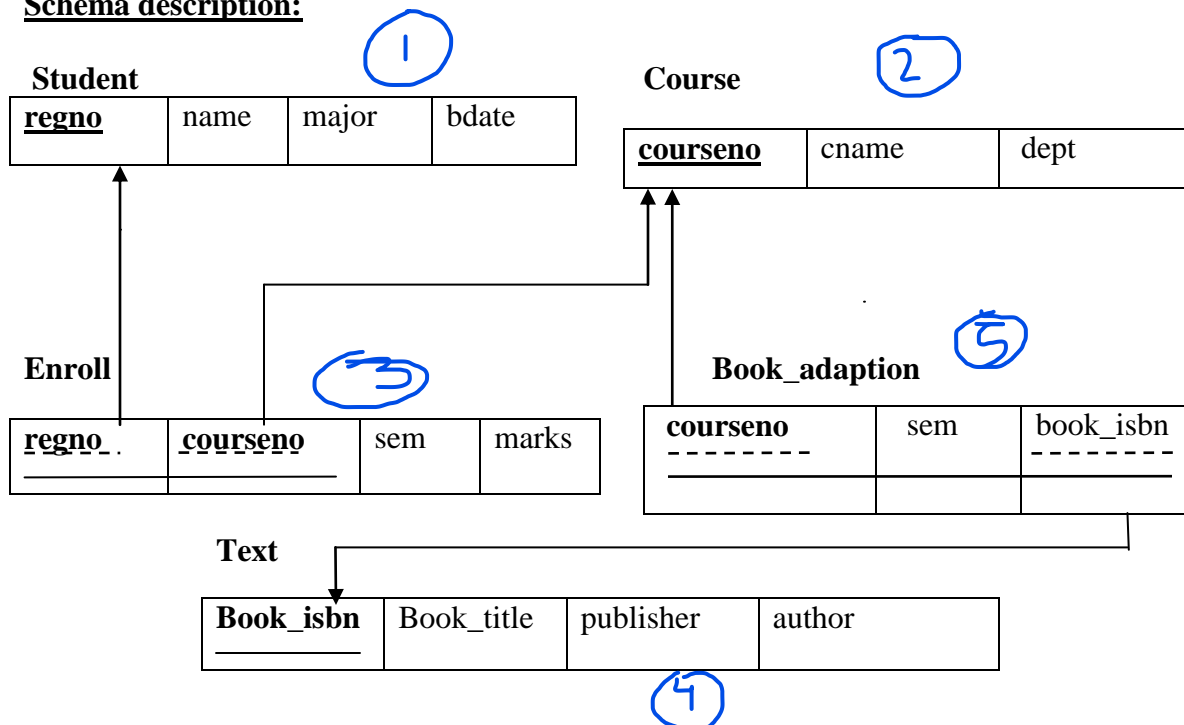 Schema description:
1
2
Student
Course
regno name major bdate
courseno cname dept
5
Enroll
3
Book_adaption
regno courseno sem marks
courseno sem book_isbn
Text
Book_isbn Book_title publisher author
4